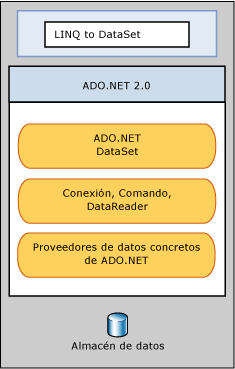 LINQ to DataSet
ADO.NET 2.0
ADO.NET
DataSet
Conexión, Comando,
DataReader
Proveedores de datos concretos
de ADO.NET
Almacén de datos